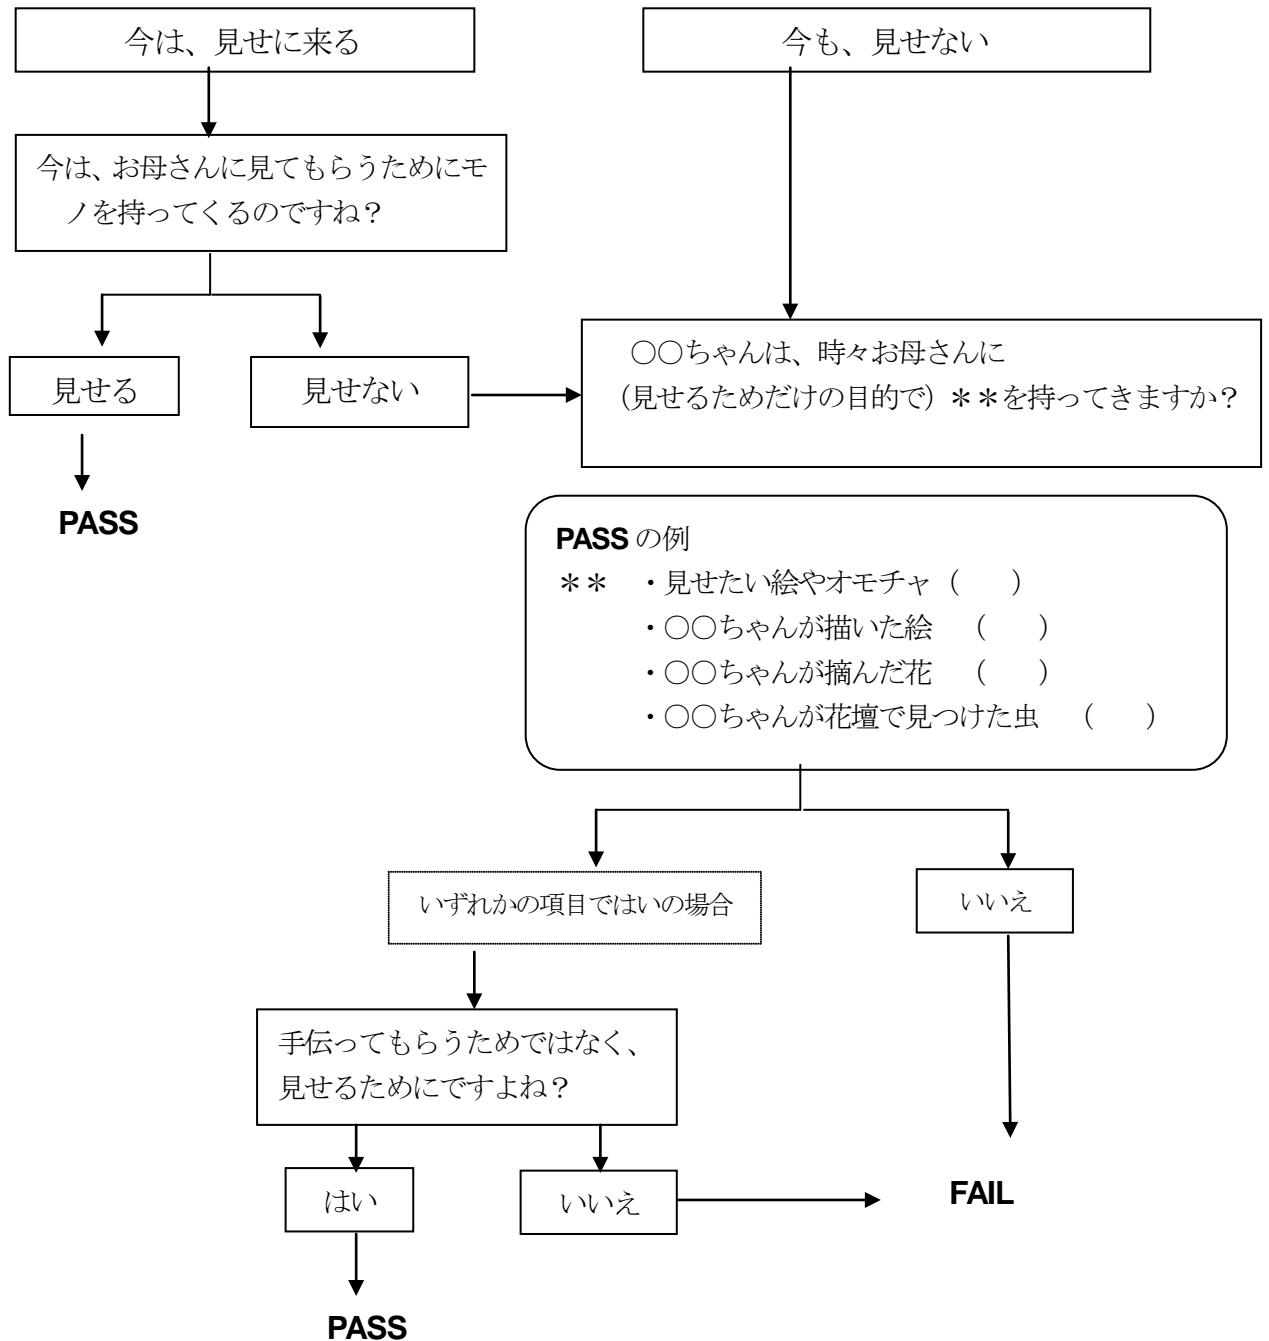 今は、見せに来る
今も、見せない
今は、お母さんに見てもらうためにモ
ノを持ってくるのですね？
見せる
見せない
〇〇ちゃんは、時々お母さんに
（見せるためだけの目的で）＊＊を持ってきますか？
PASS
PASS の例
＊＊ ・見せたい絵やオモチャ（　　）
・〇〇ちゃんが描いた絵　（　　）
・〇〇ちゃんが摘んだ花　（　　）
・〇〇ちゃんが花壇で見つけた虫　（　　）
いずれかの項目ではいの場合
いいえ
手伝ってもらうためではなく、
見せるためにですよね？
はい
いいえ
FAIL
PASS